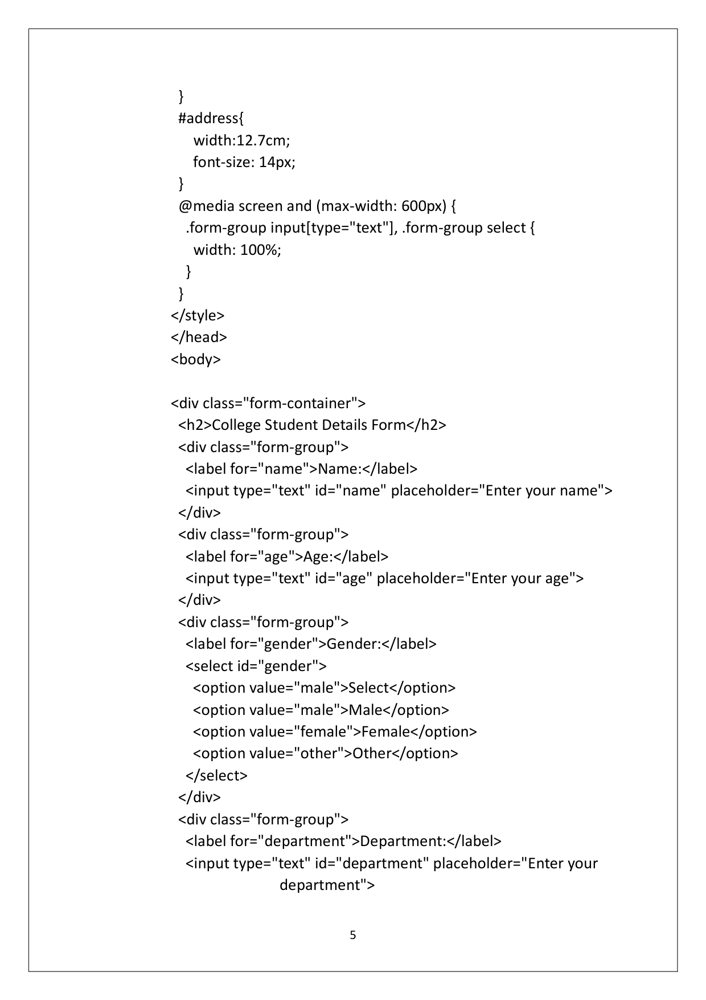 }
#address{
width:12.7cm;
font-size: 14px;
}
@media screen and (max-width: 600px) {
.form-group input[type="text"], .form-group select {
width: 100%;
}
}
</style>
</head>
<body>
<div class="form-container">
<h2>College Student Details Form</h2>
<div class="form-group">
<label for="name">Name:</label>
<input type="text" id="name" placeholder="Enter your name">
</div>
<div class="form-group">
<label for="age">Age:</label>
<input type="text" id="age" placeholder="Enter your age">
</div>
<div class="form-group">
<label for="gender">Gender:</label>
<select id="gender">
<option value="male">Select</option>
<option value="male">Male</option>
<option value="female">Female</option>
<option value="other">Other</option>
</select>
</div>
<div class="form-group">
<label for="department">Department:</label>
<input type="text" id="department" placeholder="Enter your
department">
5